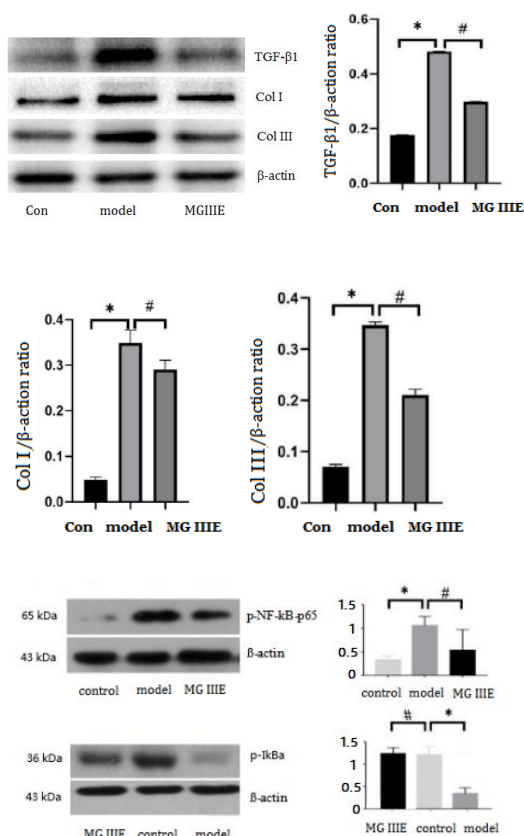 TGF-β1
Col I
Col III
β-actin
Con model MGIIIE
TGF-β1/β-action ratio
0.6
0.4
0.2
0.0
* #
Con model MG IIIE
Col I/β-action ratio
0.4
0.3
0.2
0.1
0.0
* #
Con model MG IIIE
Col III/β-action ratio
0.4
0.3
0.2
0.1
0.0
* #
Con model MG IIIE
65 kDa p-NF-kB-p65
43 kDa ß-actin
control model MG IIIE
1.5
1
0.5
0
* #
control model MG IIIE
36 kDa p-IkBa
43 kDa ß-actin
MG IIIE control model
1.5
1
0.5
0
# *
MG IIIE control model